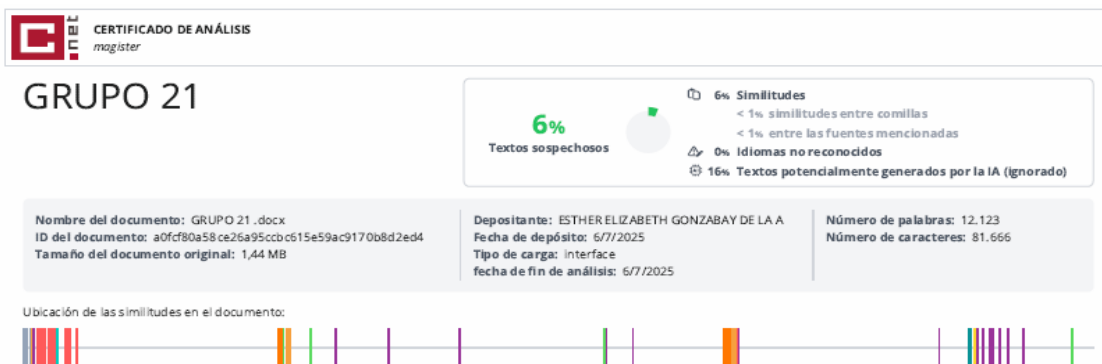 C.net
CERTIFICADO DE ANÁLISIS
magister
GRUPO 21
6%
Textos sospechosos
6% Similitudes
< 1% similitudes entre comillas
< 1% entre las fuentes mencionadas
0% Idiomas no reconocidos
16% Textos potencialmente generados por la IA (ignorado)
Nombre del documento: GRUPO 21 .docx
ID del documento: a0fcf80a58ce26a95ccbc615e59ac9170b8d2ed4
Tamaño del documento original: 1,44 MB
Depositante: ESTHER ELIZABETH GONZABAY DE LA A
Fecha de depósito: 6/7/2025
Tipo de carga: interface
fecha de fin de análisis: 6/7/2025
Número de palabras: 12.123
Número de caracteres: 81.666
Ubicación de las similitudes en el documento: